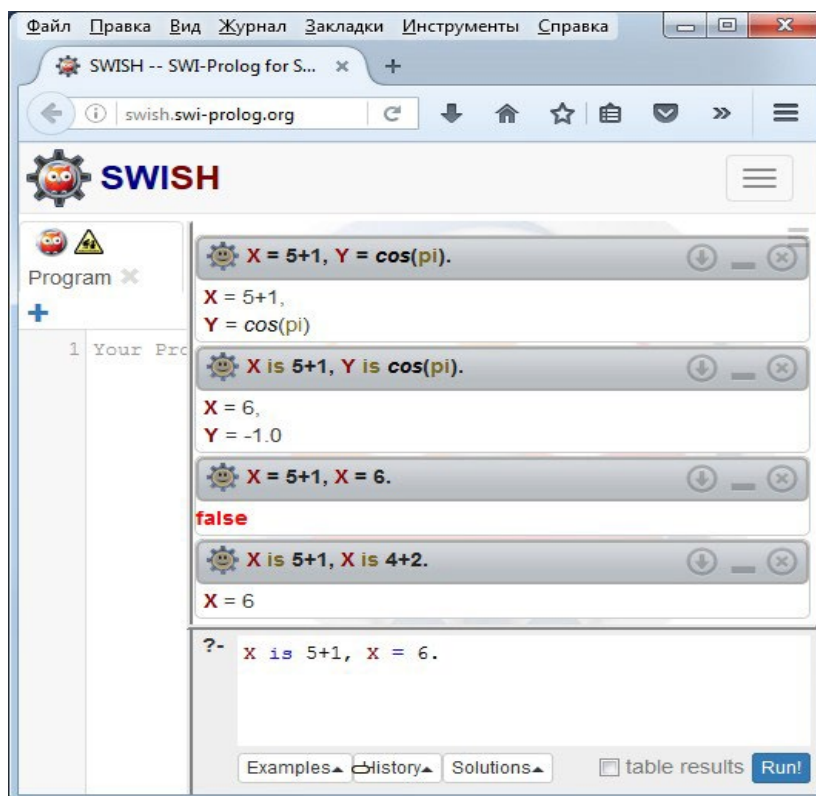 Файл Правка Вид Журнал Закладки Инструменты Справка
SWISH -- SWI-Prolog for S... × +
swish.swi-prolog.org
SWISH
Program ×
+
1 Your Pro
X = 5+1, Y = cos(pi).
X = 5+1,
Y = cos(pi)
X is 5+1, Y is cos(pi).
X = 6,
Y = -1.0
X = 5+1, X = 6.
false
X is 5+1, X is 4+2.
X = 6
?- X is 5+1, X = 6.
Examples History Solutions table results Run!